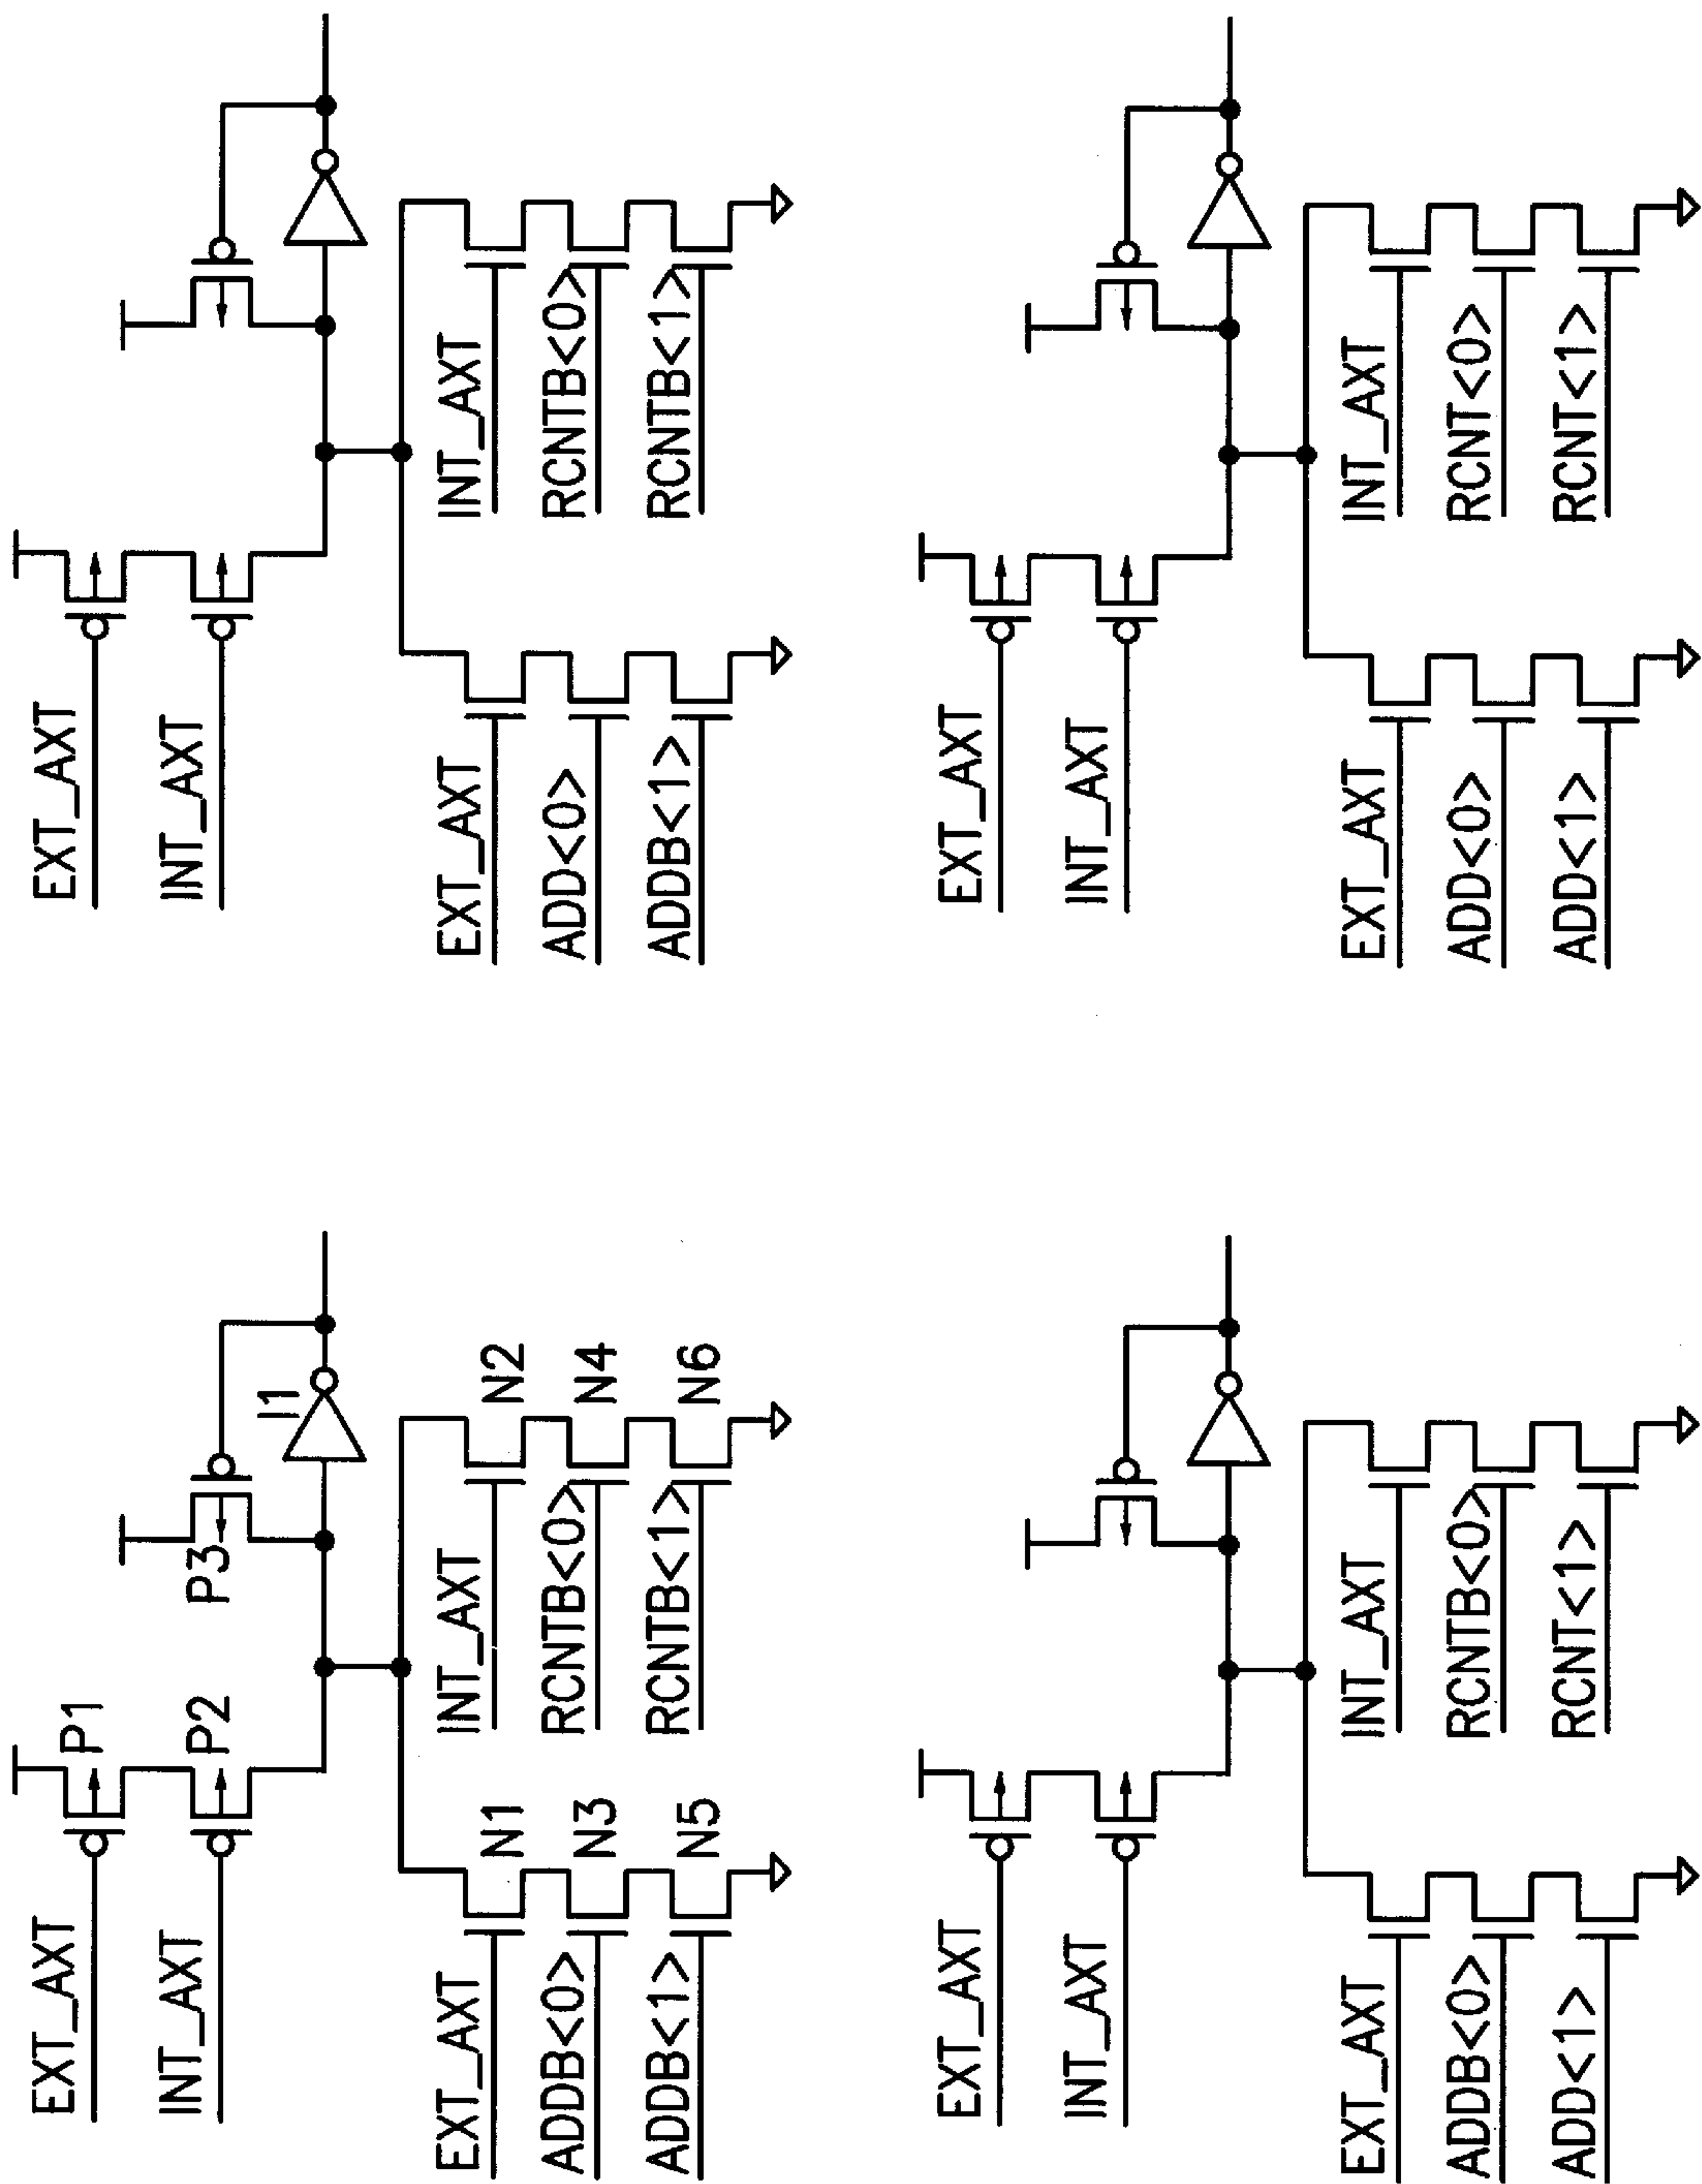 EXT_AXT
P1
INT_AXT
P2
P3
I1
EXT_AXT
N1
INT_AXT
N2
ADDB<0>
N3
RCNTB<0>
N4
ADDB<1>
N5
RCNTB<1>
N6
EXT_AXT
INT_AXT
EXT_AXT
INT_AXT
ADD<0>
RCNTB<0>
ADDB<1>
RCNTB<1>
EXT_AXT
INT_AXT
EXT_AXT
INT_AXT
ADDB<0>
RCNTB<0>
ADD<1>
RCNT<1>
EXT_AXT
INT_AXT
EXT_AXT
INT_AXT
ADD<0>
RCNT<0>
ADD<1>
RCNT<1>